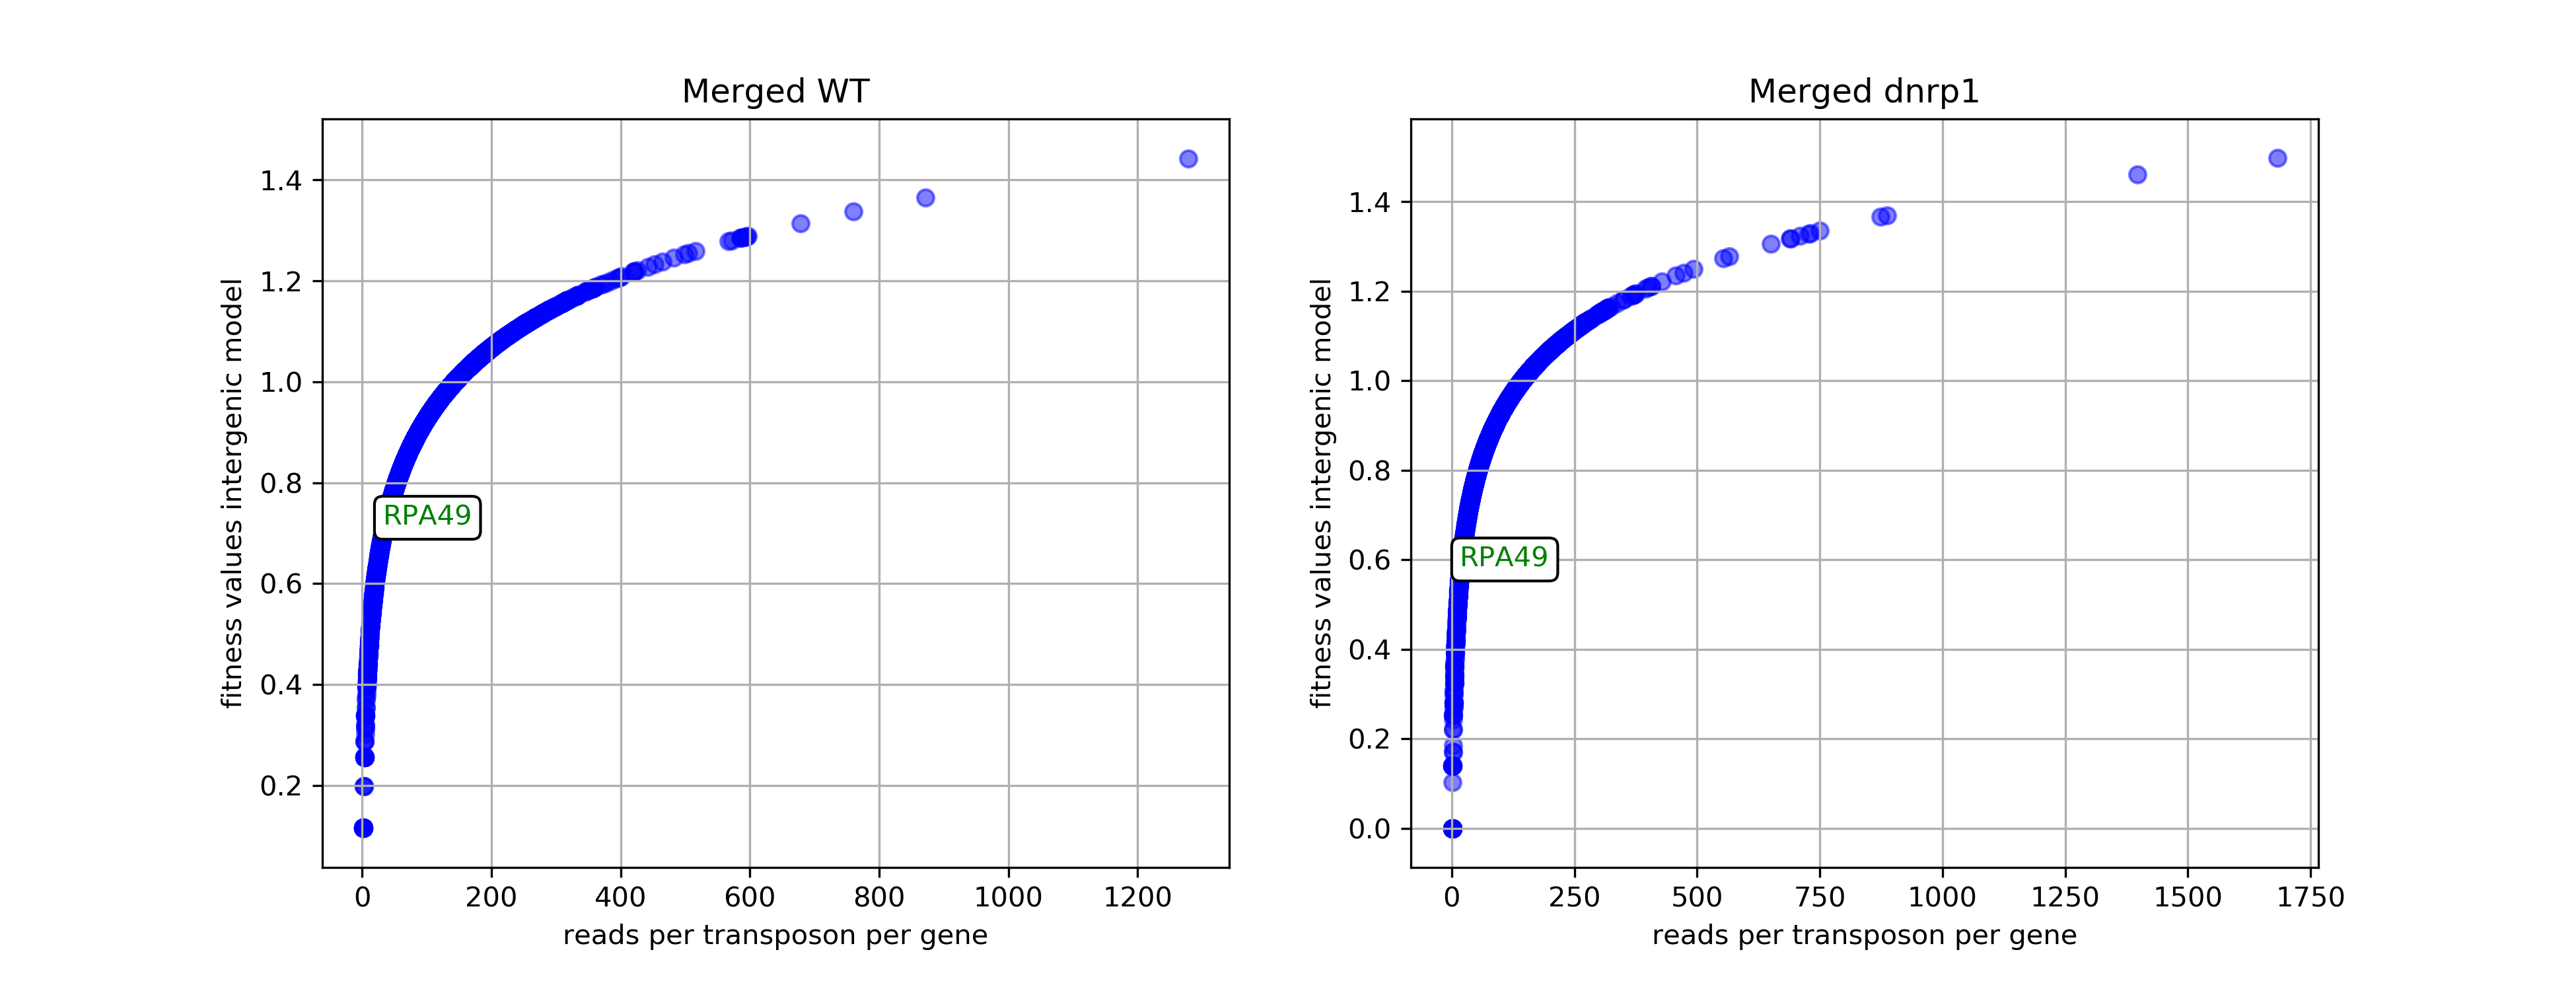 Merged WT
fitness values intergenic model
1.4
1.2
1.0
0.8
0.6
0.4
0.2
RPA49
0 200 400 600 800 1000 1200
reads per transposon per gene
Merged dnrp1
fitness values intergenic model
1.4
1.2
1.0
0.8
0.6
0.4
0.2
0.0
RPA49
0 250 500 750 1000 1250 1500 1750
reads per transposon per gene